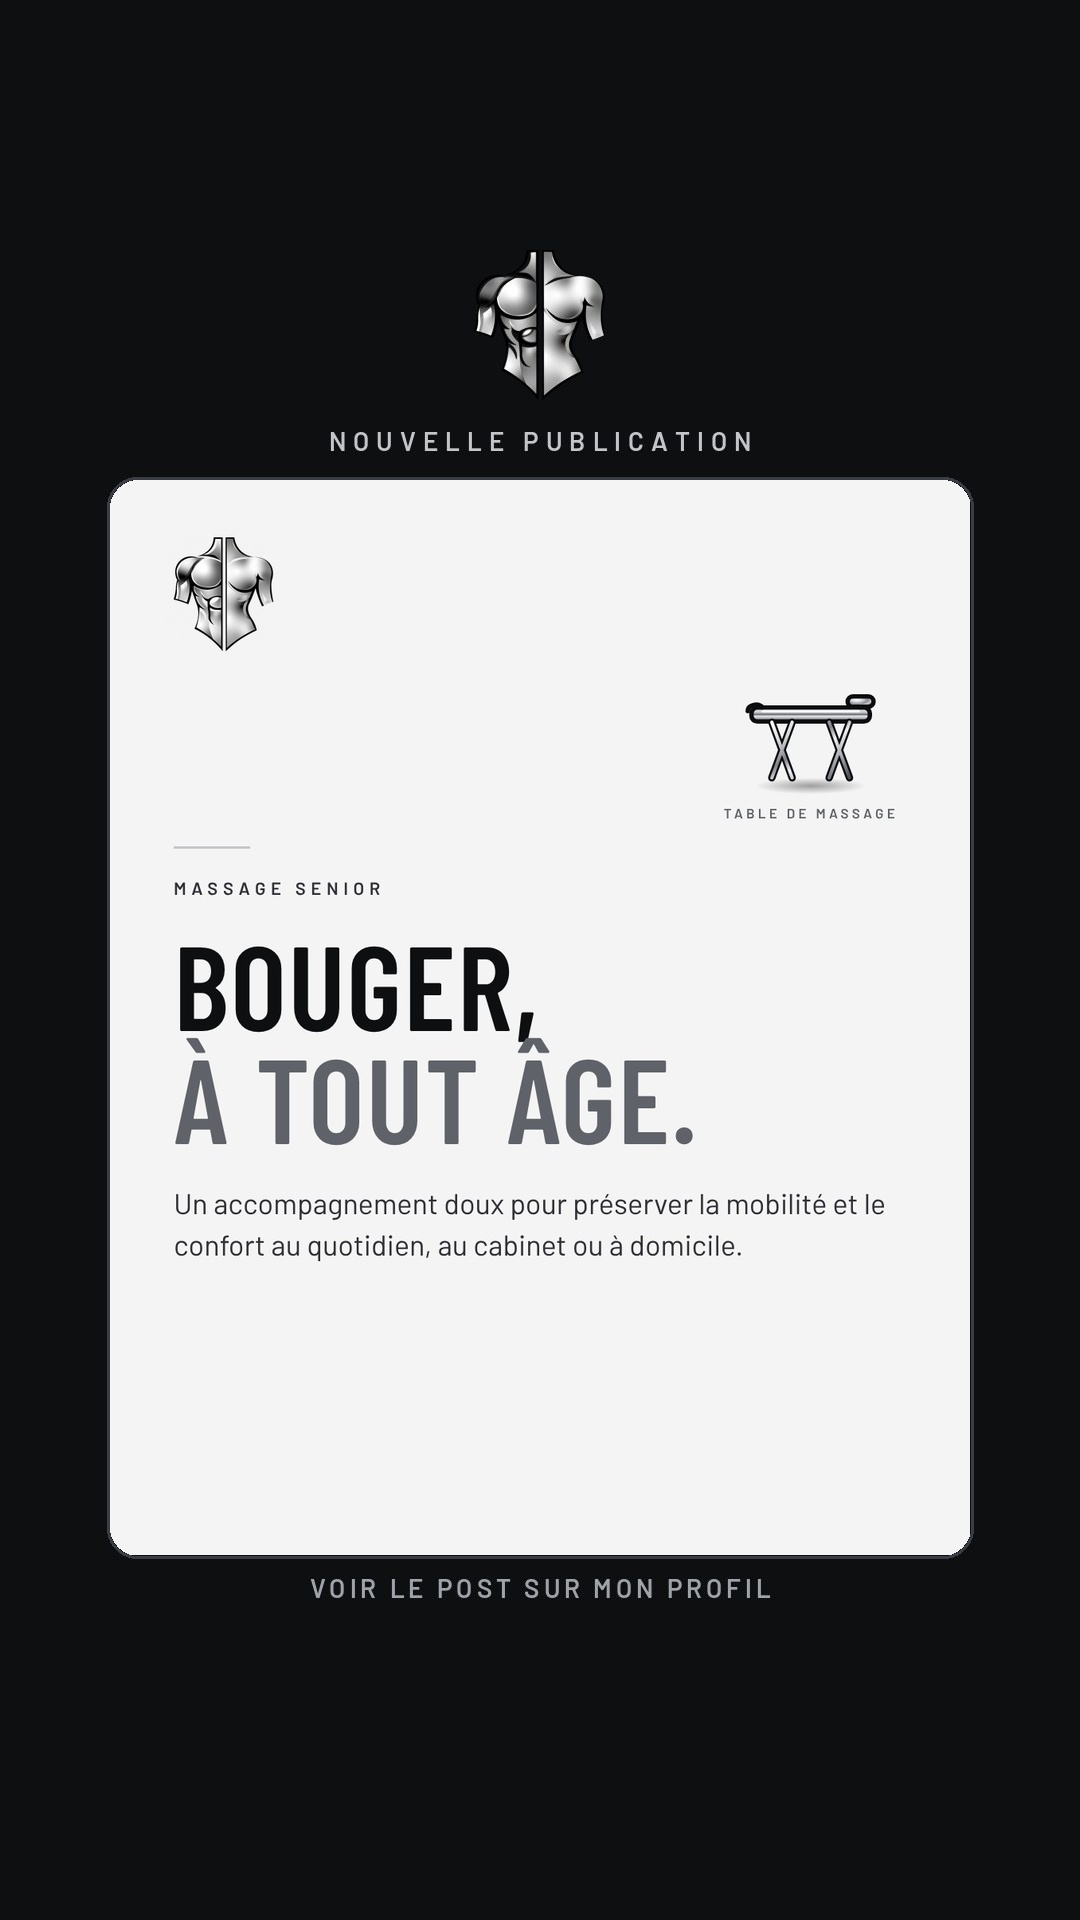 NOUVELLE PUBLICATION
TABLE DE MASSAGE
MASSAGE SENIOR
BOUGER,
À TOUT ÂGE.
Un accompagnement doux pour préserver la mobilité et le
confort au quotidien, au cabinet ou à domicile.
VOIR LE POST SUR MON PROFIL